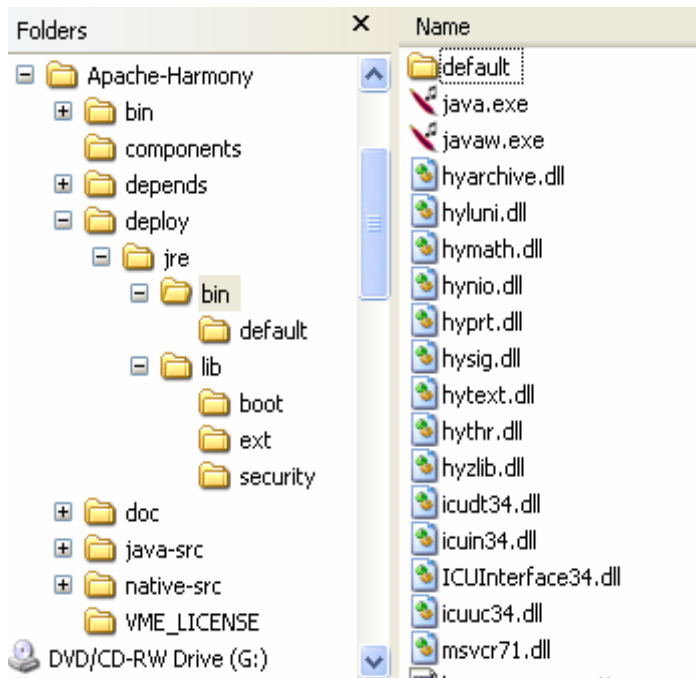 Folders
Apache-Harmony
bin
components
depends
deploy
jre
bin
default
lib
boot
ext
security
doc
java-src
native-src
VME_LICENSE
DVD/CD-RW Drive (G:)
Name
default
java.exe
javaw.exe
hyarchive.dll
hyluni.dll
hymath.dll
hynio.dll
hyprt.dll
hysig.dll
hytext.dll
hythr.dll
hyzlib.dll
icudt34.dll
icuin34.dll
ICUInterface34.dll
icuuc34.dll
msvcr71.dll